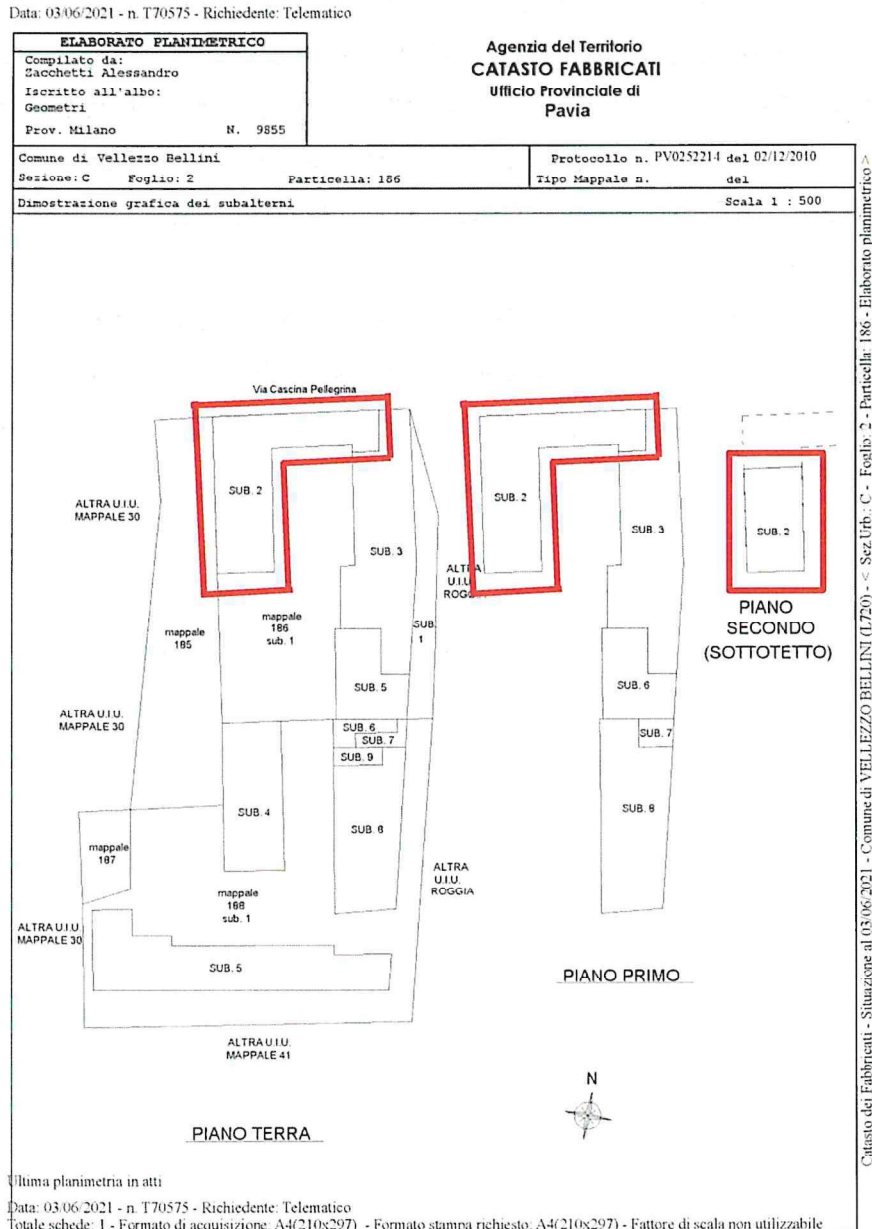 Data: 03/06/2021 - n. T70575 - Richiedente: Telematico
ELABORATO PLANIMETRICO
Compilato da:
Zacchetti Alessandro
Iscritto all'albo:
Geometri
Prov. Milano N. 9855
Agenzia del Territorio
CATASTO FABBRICATI
Ufficio Provinciale di
Pavia
Comune di Vellezzo Bellini
Sezione: C Foglio: 2 Particella: 186
Protocollo n. PV0252214 del 02/12/2010
Tipo Mappale n. del
Dimostrazione grafica dei subalterni
Scala 1 : 500
Via Cascina Pellegrina
SUB. 2
ALTRA U.I.U.
MAPPALE 30
SUB. 3
ALTRA
U.I.U.
ROGGIA
SUB.
1
mappale
185
mappale
186
sub. 1
SUB. 5
ALTRA U.I.U.
MAPPALE 30
SUB. 6
SUB. 7
SUB. 9
SUB. 4
SUB. 8
mappale
187
ALTRA
U.I.U.
ROGGIA
mappale
188
sub. 1
ALTRA U.I.U.
MAPPALE 30
SUB. 5
ALTRA U.I.U.
MAPPALE 41
PIANO TERRA
SUB. 2
SUB. 3
SUB. 6
SUB. 7
SUB. 8
PIANO PRIMO
SUB. 2
PIANO
SECONDO
(SOTTOTETTO)
N
Catasto dei Fabbricati - Situazione al 03/06/2021 - Comune di VELLEZZO BELLINI (L720) - < Sez.Urb.: C - Foglio: 2 - Particella: 186 - Elaborato planimetrico >
Ultima planimetria in atti
Data: 03/06/2021 - n. T70575 - Richiedente: Telematico
Totale schede: 1 - Formato di acquisizione: A4(210x297) - Formato stampa richiesto: A4(210x297) - Fattore di scala non utilizzabile